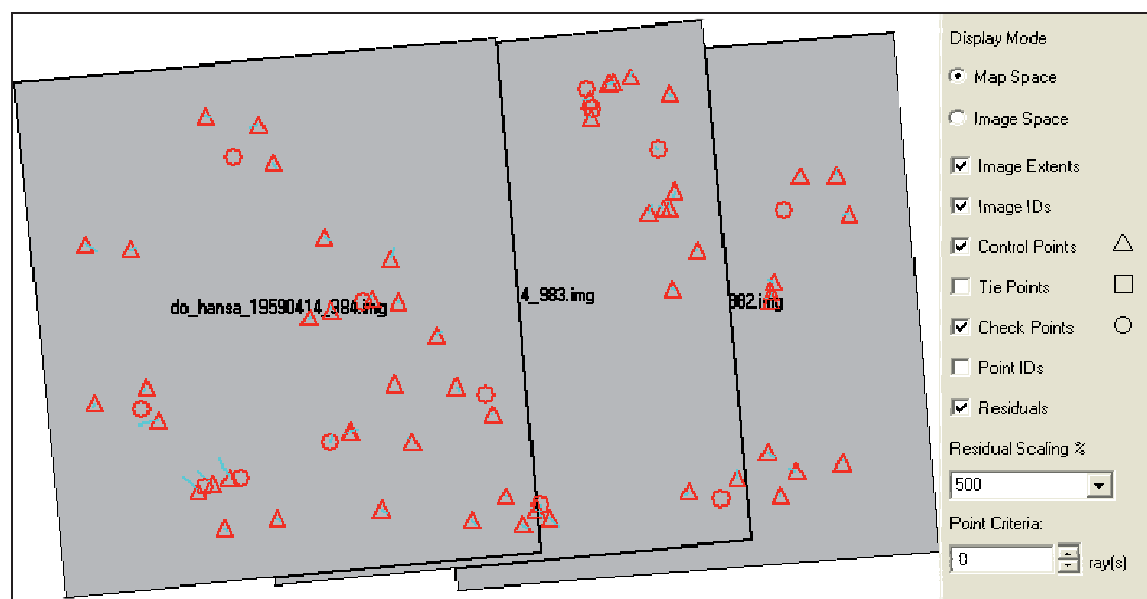 do_hansa_19590414_984.img
4_983.img
982.img
Display Mode
Map Space
Image Space
Image Extents
Image IDs
Control Points
Tie Points
Check Points
Point IDs
Residuals
Residual Scaling %
500
Point Criteria:
0
ray(s)